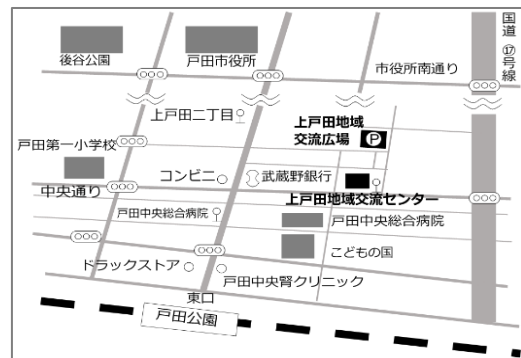 国道⑰号線
後谷公園
戸田市役所
市役所南通り
上戸田二丁目
上戸田地域
交流広場
P
戸田第一小学校
コンビニ
武蔵野銀行
中央通り
上戸田地域交流センター
戸田中央総合病院
戸田中央総合病院
こどもの国
ドラックストア
戸田中央腎クリニック
東口
戸田公園